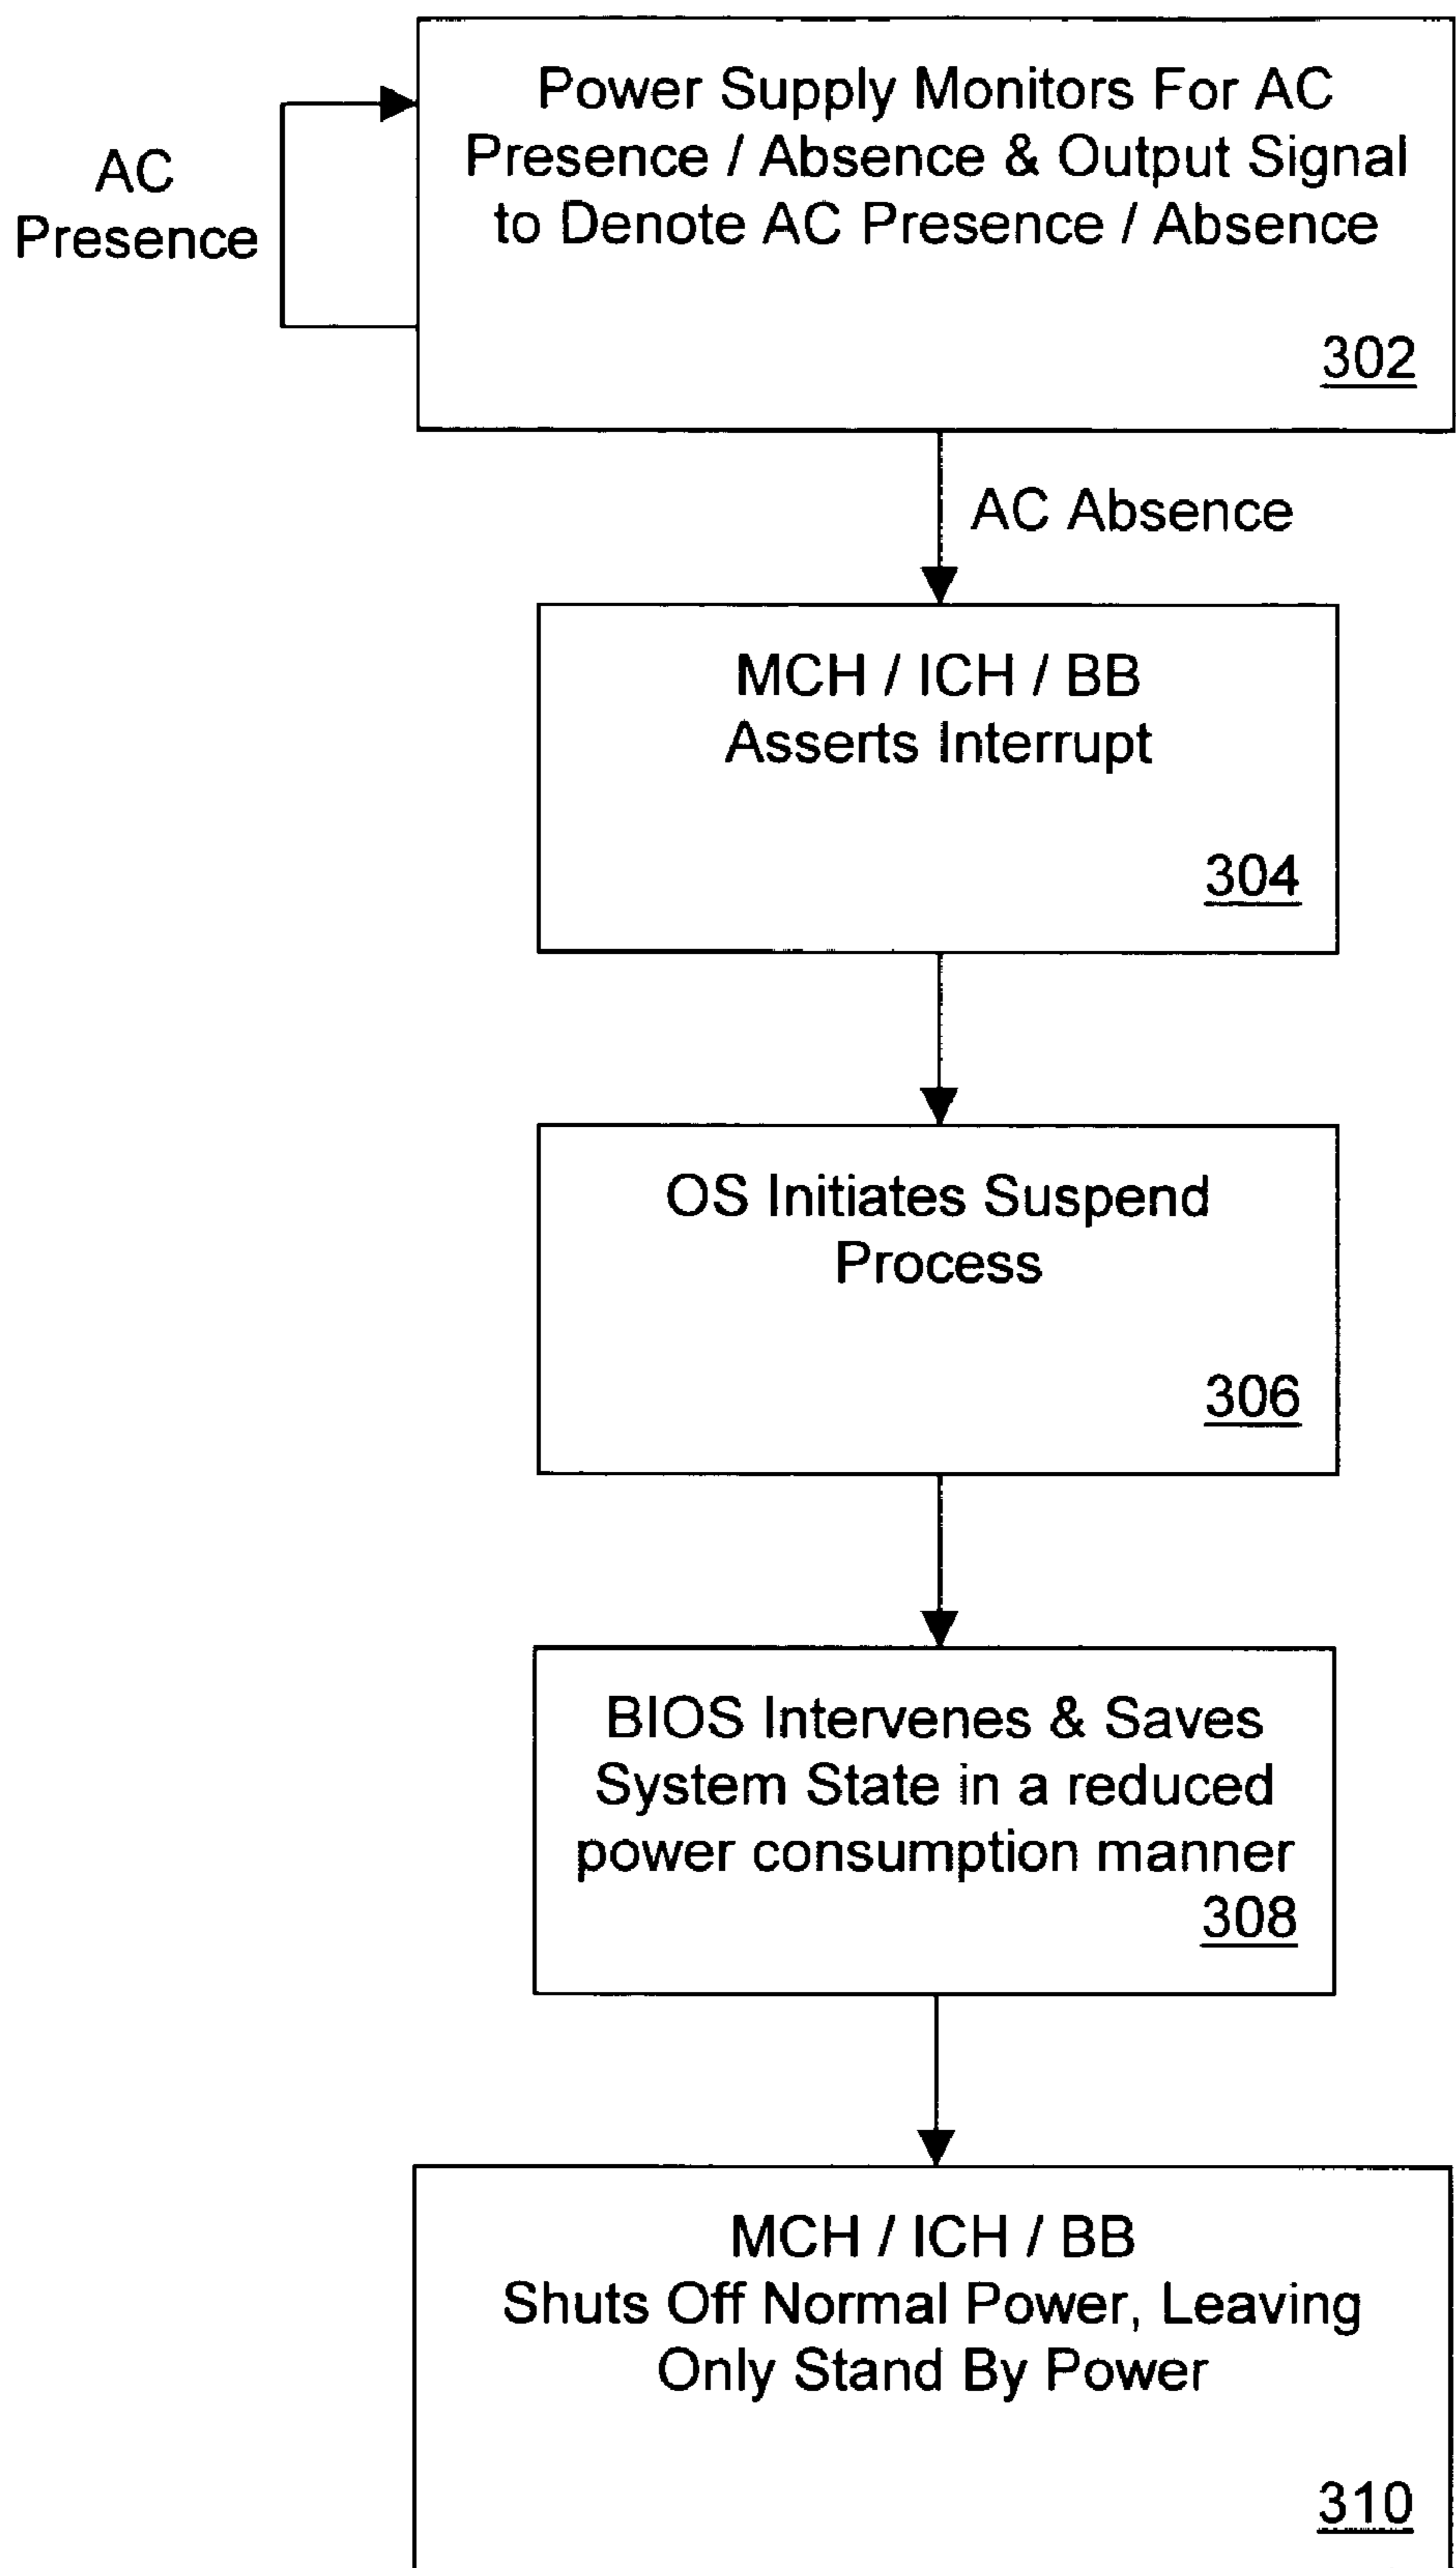 Power Supply Monitors For AC
Presence / Absence & Output Signal
to Denote AC Presence / Absence
302
AC
Presence
AC Absence
MCH / ICH / BB
Asserts Interrupt
304
OS Initiates Suspend
Process
306
BIOS Intervenes & Saves
System State in a reduced
power consumption manner
308
MCH / ICH / BB
Shuts Off Normal Power, Leaving
Only Stand By Power
310